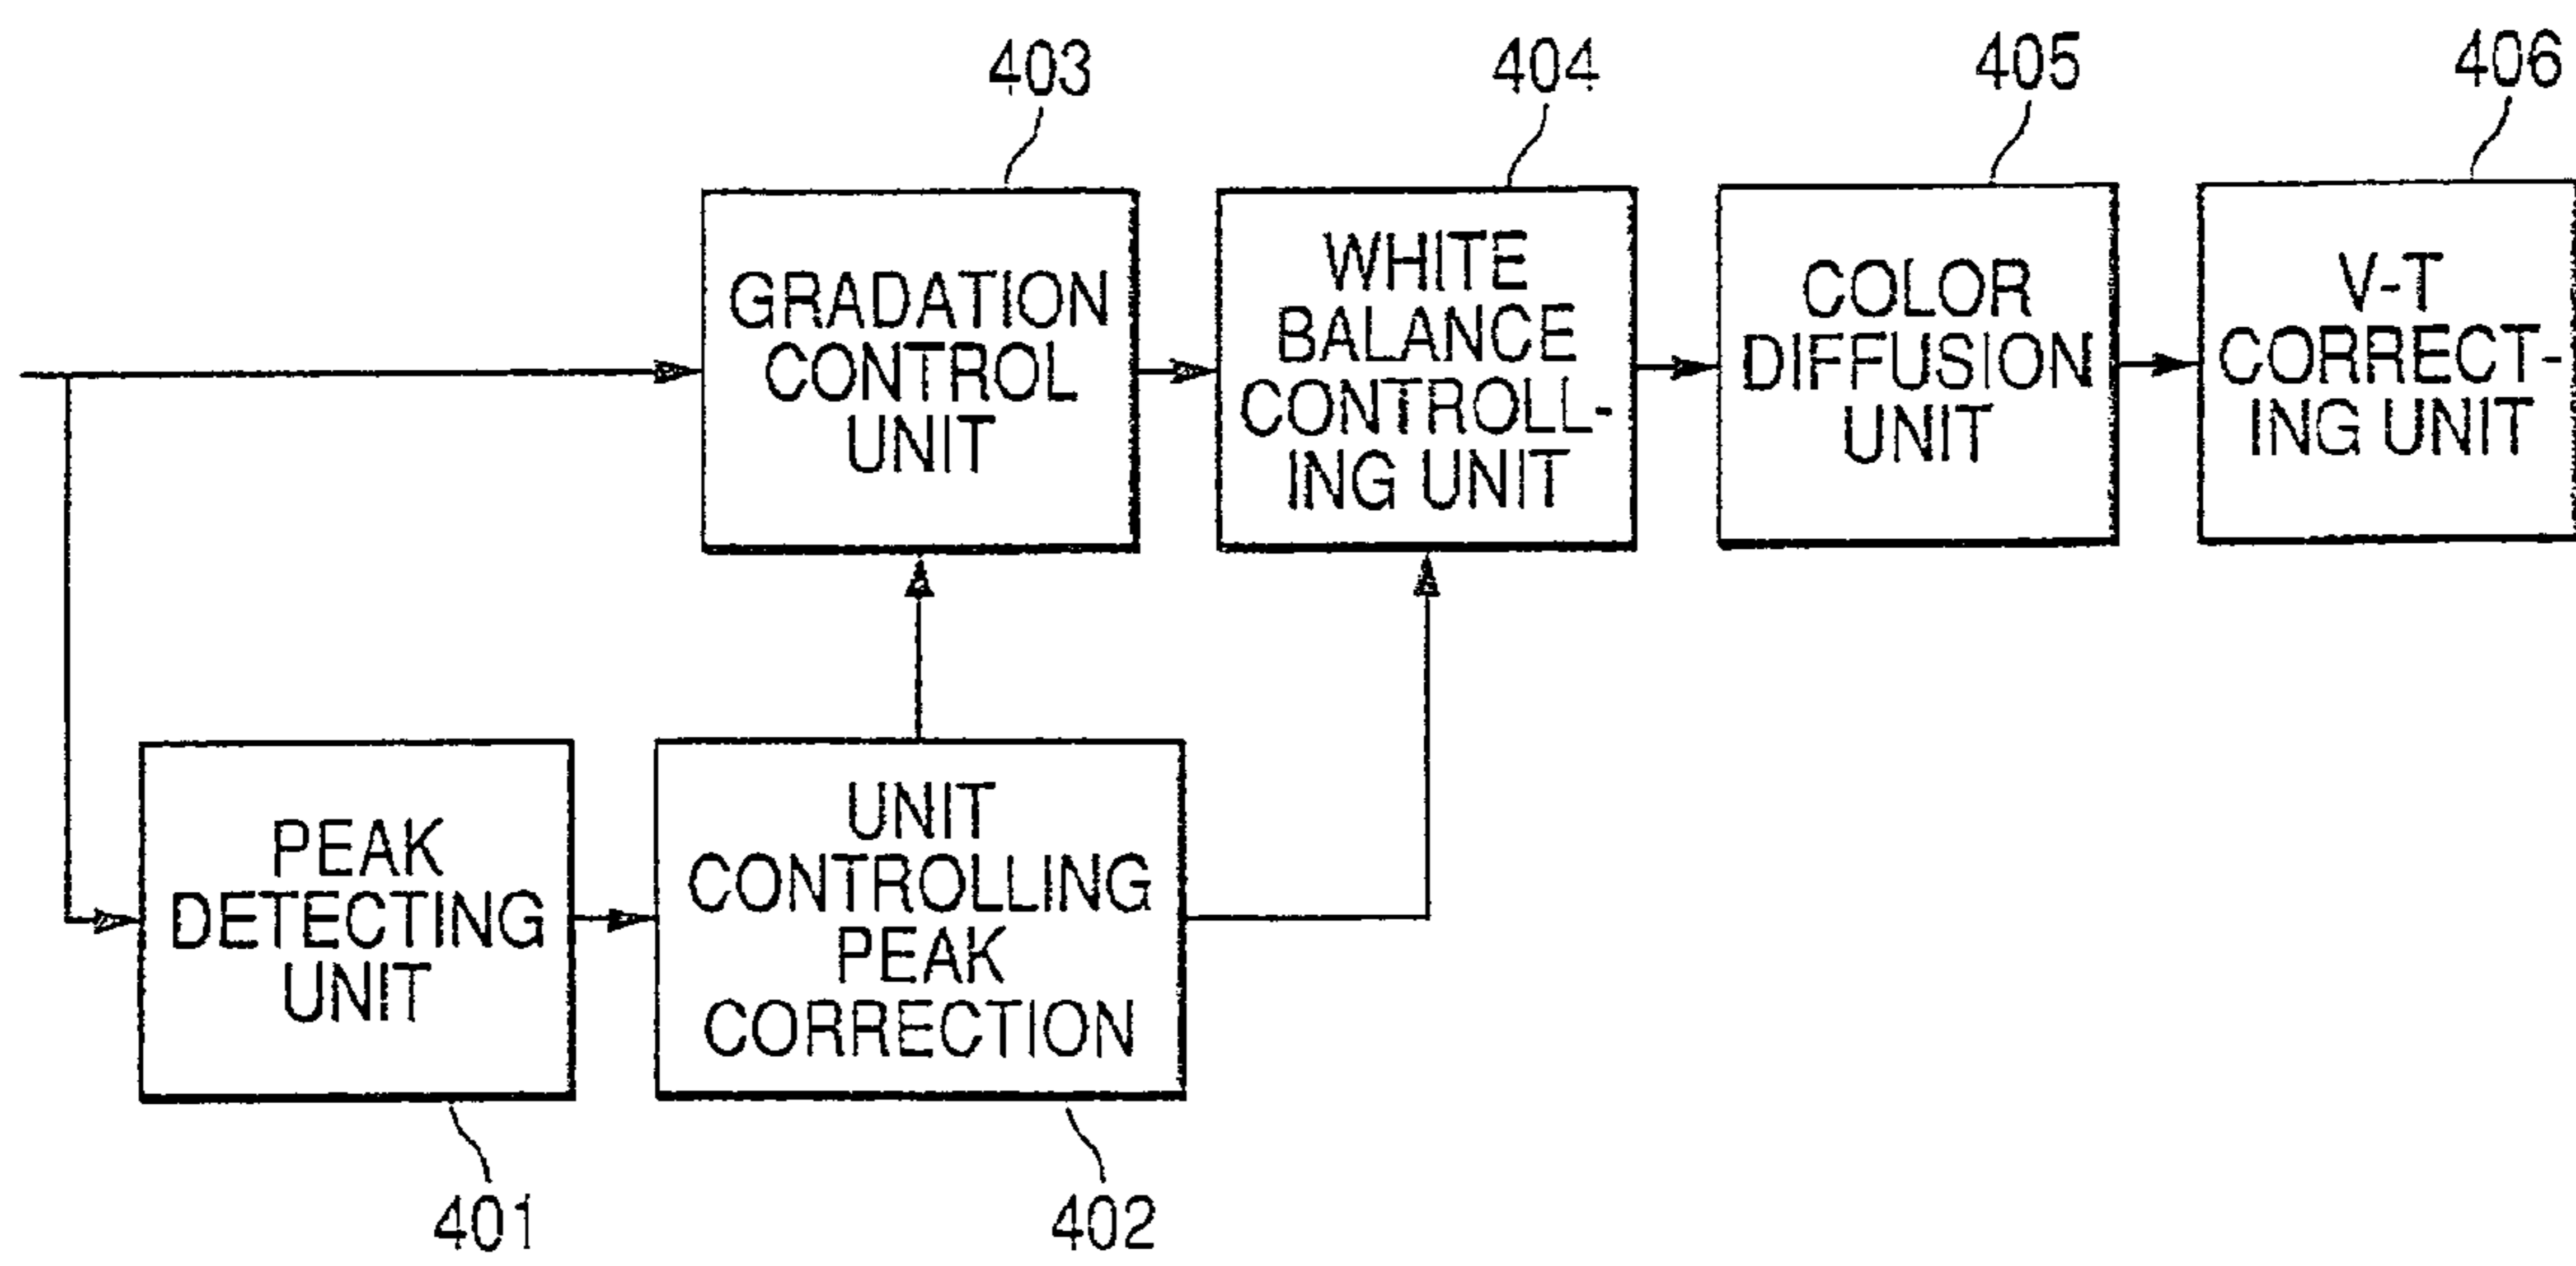 403
404
405
406
GRADATION
CONTROL
UNIT
WHITE
BALANCE
CONTROLL-
ING UNIT
COLOR
DIFFUSION
UNIT
V-T
CORRECT-
ING UNIT
PEAK
DETECTING
UNIT
UNIT
CONTROLLING
PEAK
CORRECTION
401
402